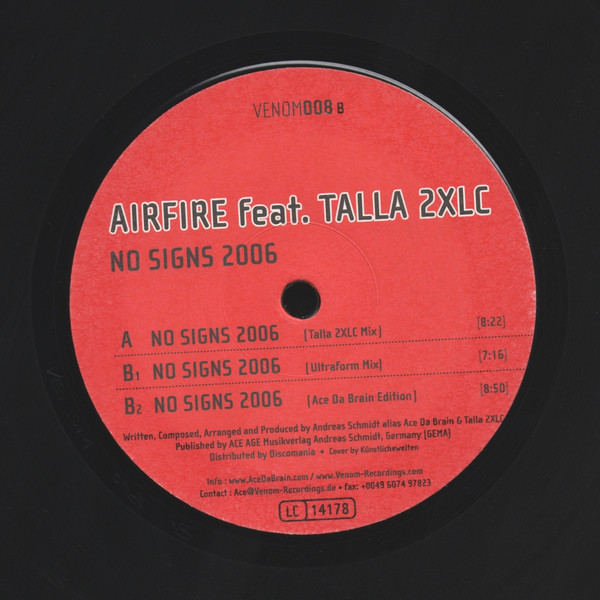 VENOM008 B
AIRFIRE feat. TALLA 2XLC
NO SIGNS 2006
A NO SIGNS 2006 (Talla 2XLC Mix) [8:22]
B1 NO SIGNS 2006 (Ultraform Mix) [7:16]
B2 NO SIGNS 2006 (Ace Da Brain Edition) [8:50]
Written, Composed, Arranged and Produced by Andreas Schmidt alias Ace Da Brain & Talla 2XLC
Published by ACE AGE Musikverlag Andreas Schmidt, Germany (GEMA)
Distributed by Discomania • Cover by Künstlichewelten
Info : www.AceDaBrain.com / www.Venom-Recordings.com
Contact : Ace@Venom-Recordings.de • fax: +0049 6074 97823
LC 14178